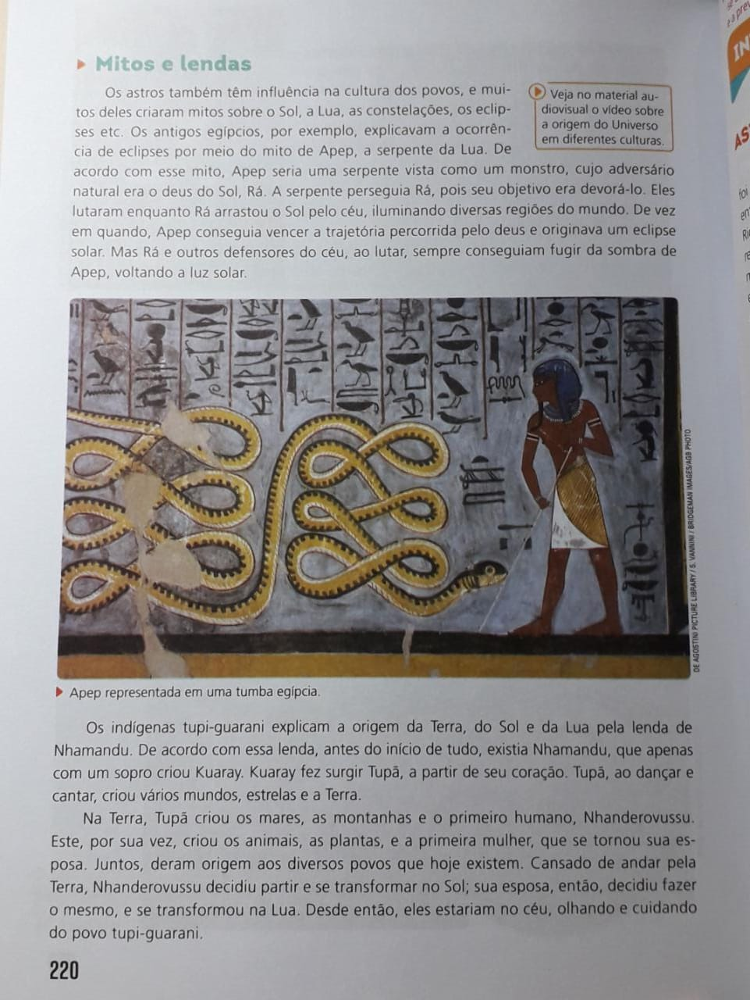 Mitos e lendas
Os astros também têm influência na cultura dos povos, e mui-
tos deles criaram mitos sobre o Sol, a Lua, as constelações, os eclip-
ses etc. Os antigos egípcios, por exemplo, explicavam a ocorrên-
cia de eclipses por meio do mito de Apep, a serpente da Lua. De
acordo com esse mito, Apep seria uma serpente vista como um monstro, cujo adversário
natural era o deus do Sol, Rá. A serpente perseguia Rá, pois seu objetivo era devorá-lo. Eles
lutaram enquanto Rá arrastou o Sol pelo céu, iluminando diversas regiões do mundo. De vez
em quando, Apep conseguia vencer a trajetória percorrida pelo deus e originava um eclipse
solar. Mas Rá e outros defensores do céu, ao lutar, sempre conseguiam fugir da sombra de
Apep, voltando a luz solar.
Veja no material au-
diovisual o vídeo sobre
a origem do Universo
em diferentes culturas.
DE AGOSTINI PICTURE LIBRARY / S. VANNINI / BRIDGEMAN IMAGES/AGB PHOTO
Apep representada em uma tumba egípcia.
Os indígenas tupi-guarani explicam a origem da Terra, do Sol e da Lua pela lenda de
Nhamandu. De acordo com essa lenda, antes do início de tudo, existia Nhamandu, que apenas
com um sopro criou Kuaray. Kuaray fez surgir Tupã, a partir de seu coração. Tupã, ao dançar e
cantar, criou vários mundos, estrelas e a Terra.
Na Terra, Tupã criou os mares, as montanhas e o primeiro humano, Nhanderovussu.
Este, por sua vez, criou os animais, as plantas, e a primeira mulher, que se tornou sua es-
posa. Juntos, deram origem aos diversos povos que hoje existem. Cansado de andar pela
Terra, Nhanderovussu decidiu partir e se transformar no Sol; sua esposa, então, decidiu fazer
o mesmo, e se transformou na Lua. Desde então, eles estariam no céu, olhando e cuidando
do povo tupi-guarani.
220